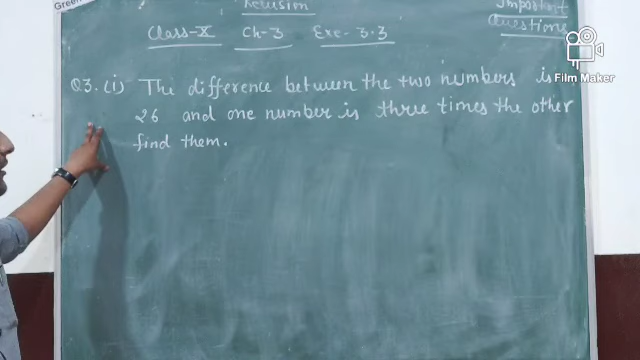 Green
Revision
Important
Questions
Class-X Ch-3 Exe-3.3
Film Maker
Q3.(i) The difference between the two numbers is
26 and one number is three times the other
find them.